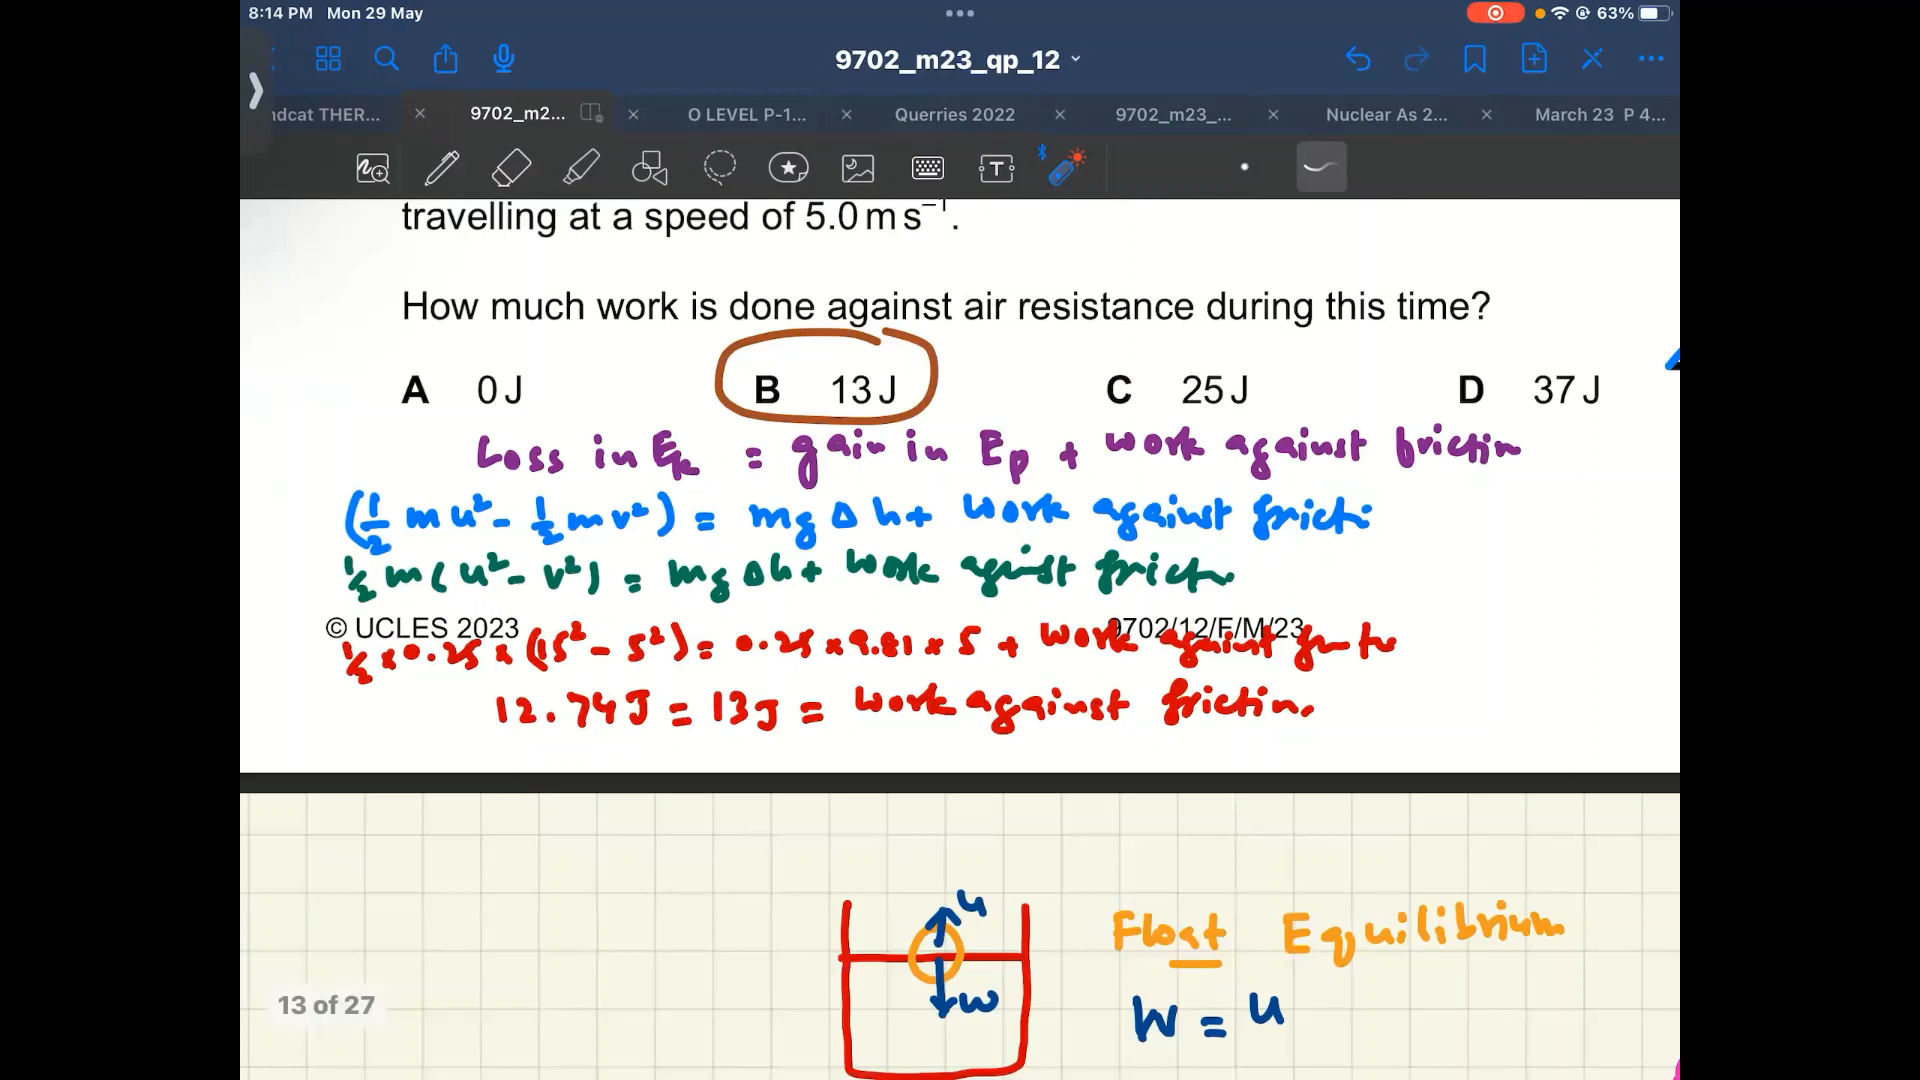 8:14 PM Mon 29 May
63%
9702_m23_qp_12
ndcat THER...
9702_m2...
O LEVEL P-1...
Querries 2022
9702_m23_...
Nuclear As 2...
March 23 P 4...
travelling at a speed of 5.0 m s⁻¹.
How much work is done against air resistance during this time?
A 0 J B 13 J C 25 J D 37 J
Loss in Ek = gain in Ep + work against friction
(½ mu² - ½ mv²) = mg Δh + work against fricti
½ m(u² - v²) = mg Δh + work against
© UCLES 2023
9702/12/F/M/23
½ × 0.25 × (15² - 5²) = 0.25 × 9.81 × 5 + work against
12.74 J = 13 J = work against friction.
u
Float Equilibrium
w
W = u
13 of 27